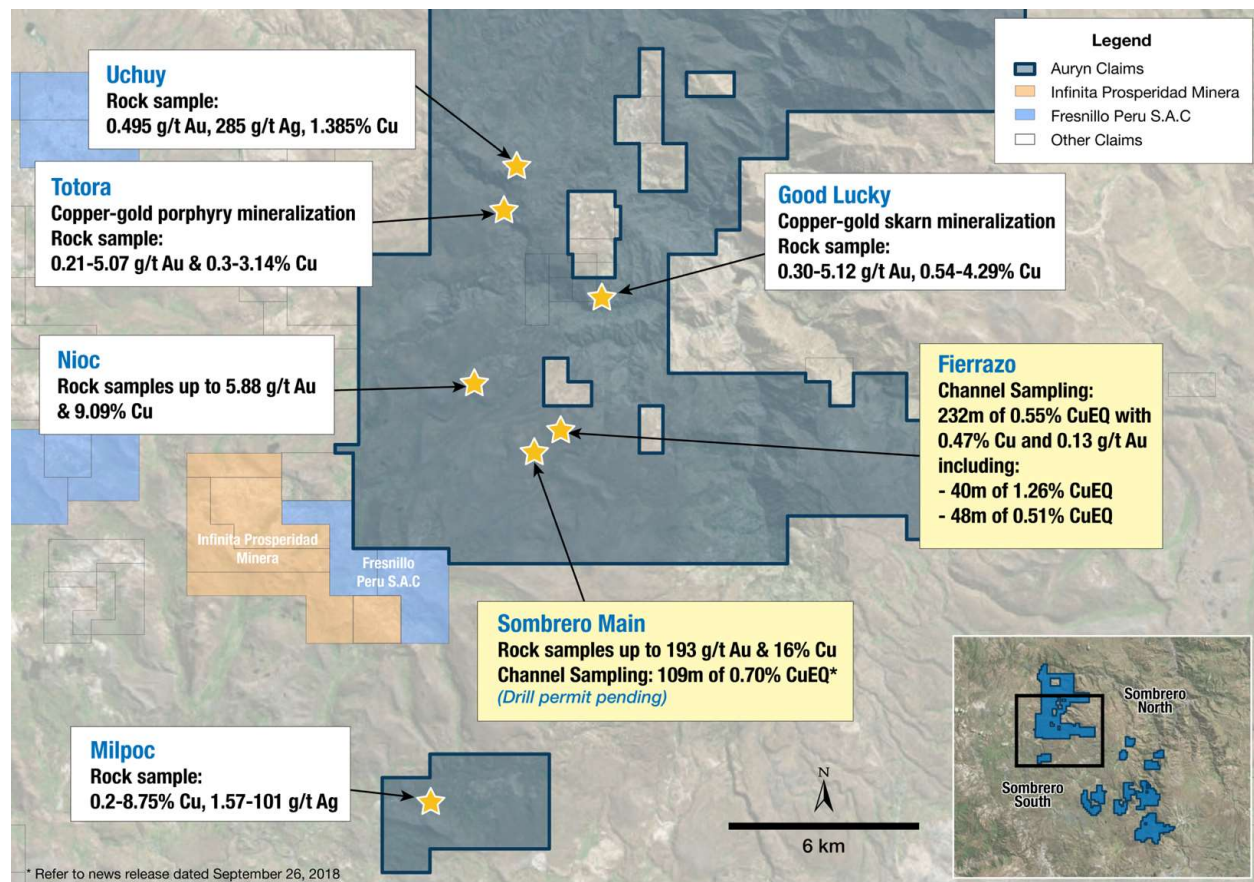 Uchuy
Rock sample:
0.495 g/t Au, 285 g/t Ag, 1.385% Cu
Totora
Copper-gold porphyry mineralization
Rock sample:
0.21-5.07 g/t Au & 0.3-3.14% Cu
Nioc
Rock samples up to 5.88 g/t Au
& 9.09% Cu
Legend
Auryn Claims
Infinita Prosperidad Minera
Fresnillo Peru S.A.C
Other Claims
Good Lucky
Copper-gold skarn mineralization
Rock sample:
0.30-5.12 g/t Au, 0.54-4.29% Cu
Fierrazo
Channel Sampling:
232m of 0.55% CuEQ with
0.47% Cu and 0.13 g/t Au
including:
- 40m of 1.26% CuEQ
- 48m of 0.51% CuEQ
Infinita Prosperidad
Minera
Fresnillo
Peru S.A.C
Sombrero Main
Rock samples up to 193 g/t Au & 16% Cu
Channel Sampling: 109m of 0.70% CuEQ*
(Drill permit pending)
Milpoc
Rock sample:
0.2-8.75% Cu, 1.57-101 g/t Ag
N
6 km
Sombrero
North
Sombrero
South
* Refer to news release dated September 26, 2018